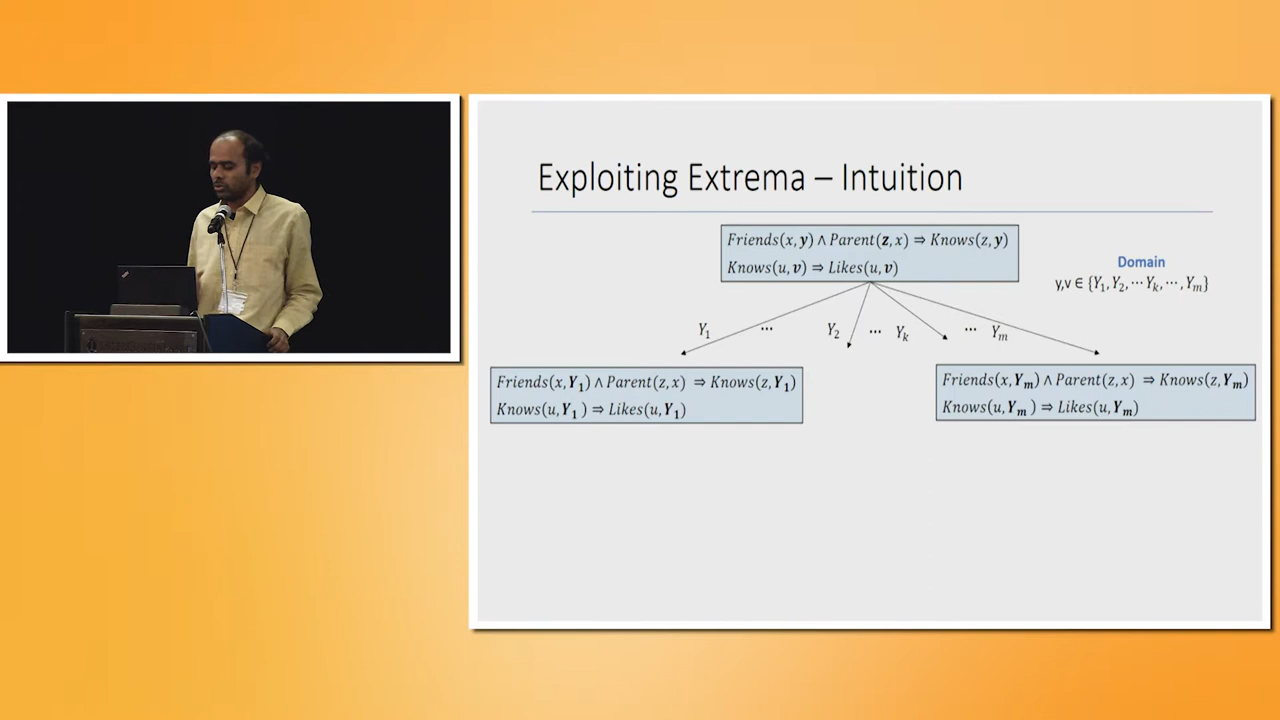 Exploiting Extrema – Intuition
Friends(x, y) ∧ Parent(z, x) ⇒ Knows(z, y)
Knows(u, v) ⇒ Likes(u, v)
Domain
y,v ∈ {Y₁, Y₂, ⋯ Yₖ, ⋯, Yₘ}
Y₁ ⋯ Y₂ ⋯ Yₖ ⋯ Yₘ
Friends(x, Y₁) ∧ Parent(z, x) ⇒ Knows(z, Y₁)
Knows(u, Y₁ ) ⇒ Likes(u, Y₁)
Friends(x, Yₘ) ∧ Parent(z, x) ⇒ Knows(z, Yₘ)
Knows(u, Yₘ ) ⇒ Likes(u, Yₘ)